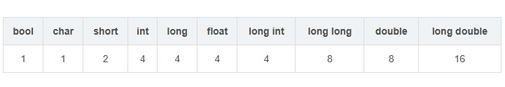 bool char short int long float long int long long double long double
1 1 2 4 4 4 4 8 8 16